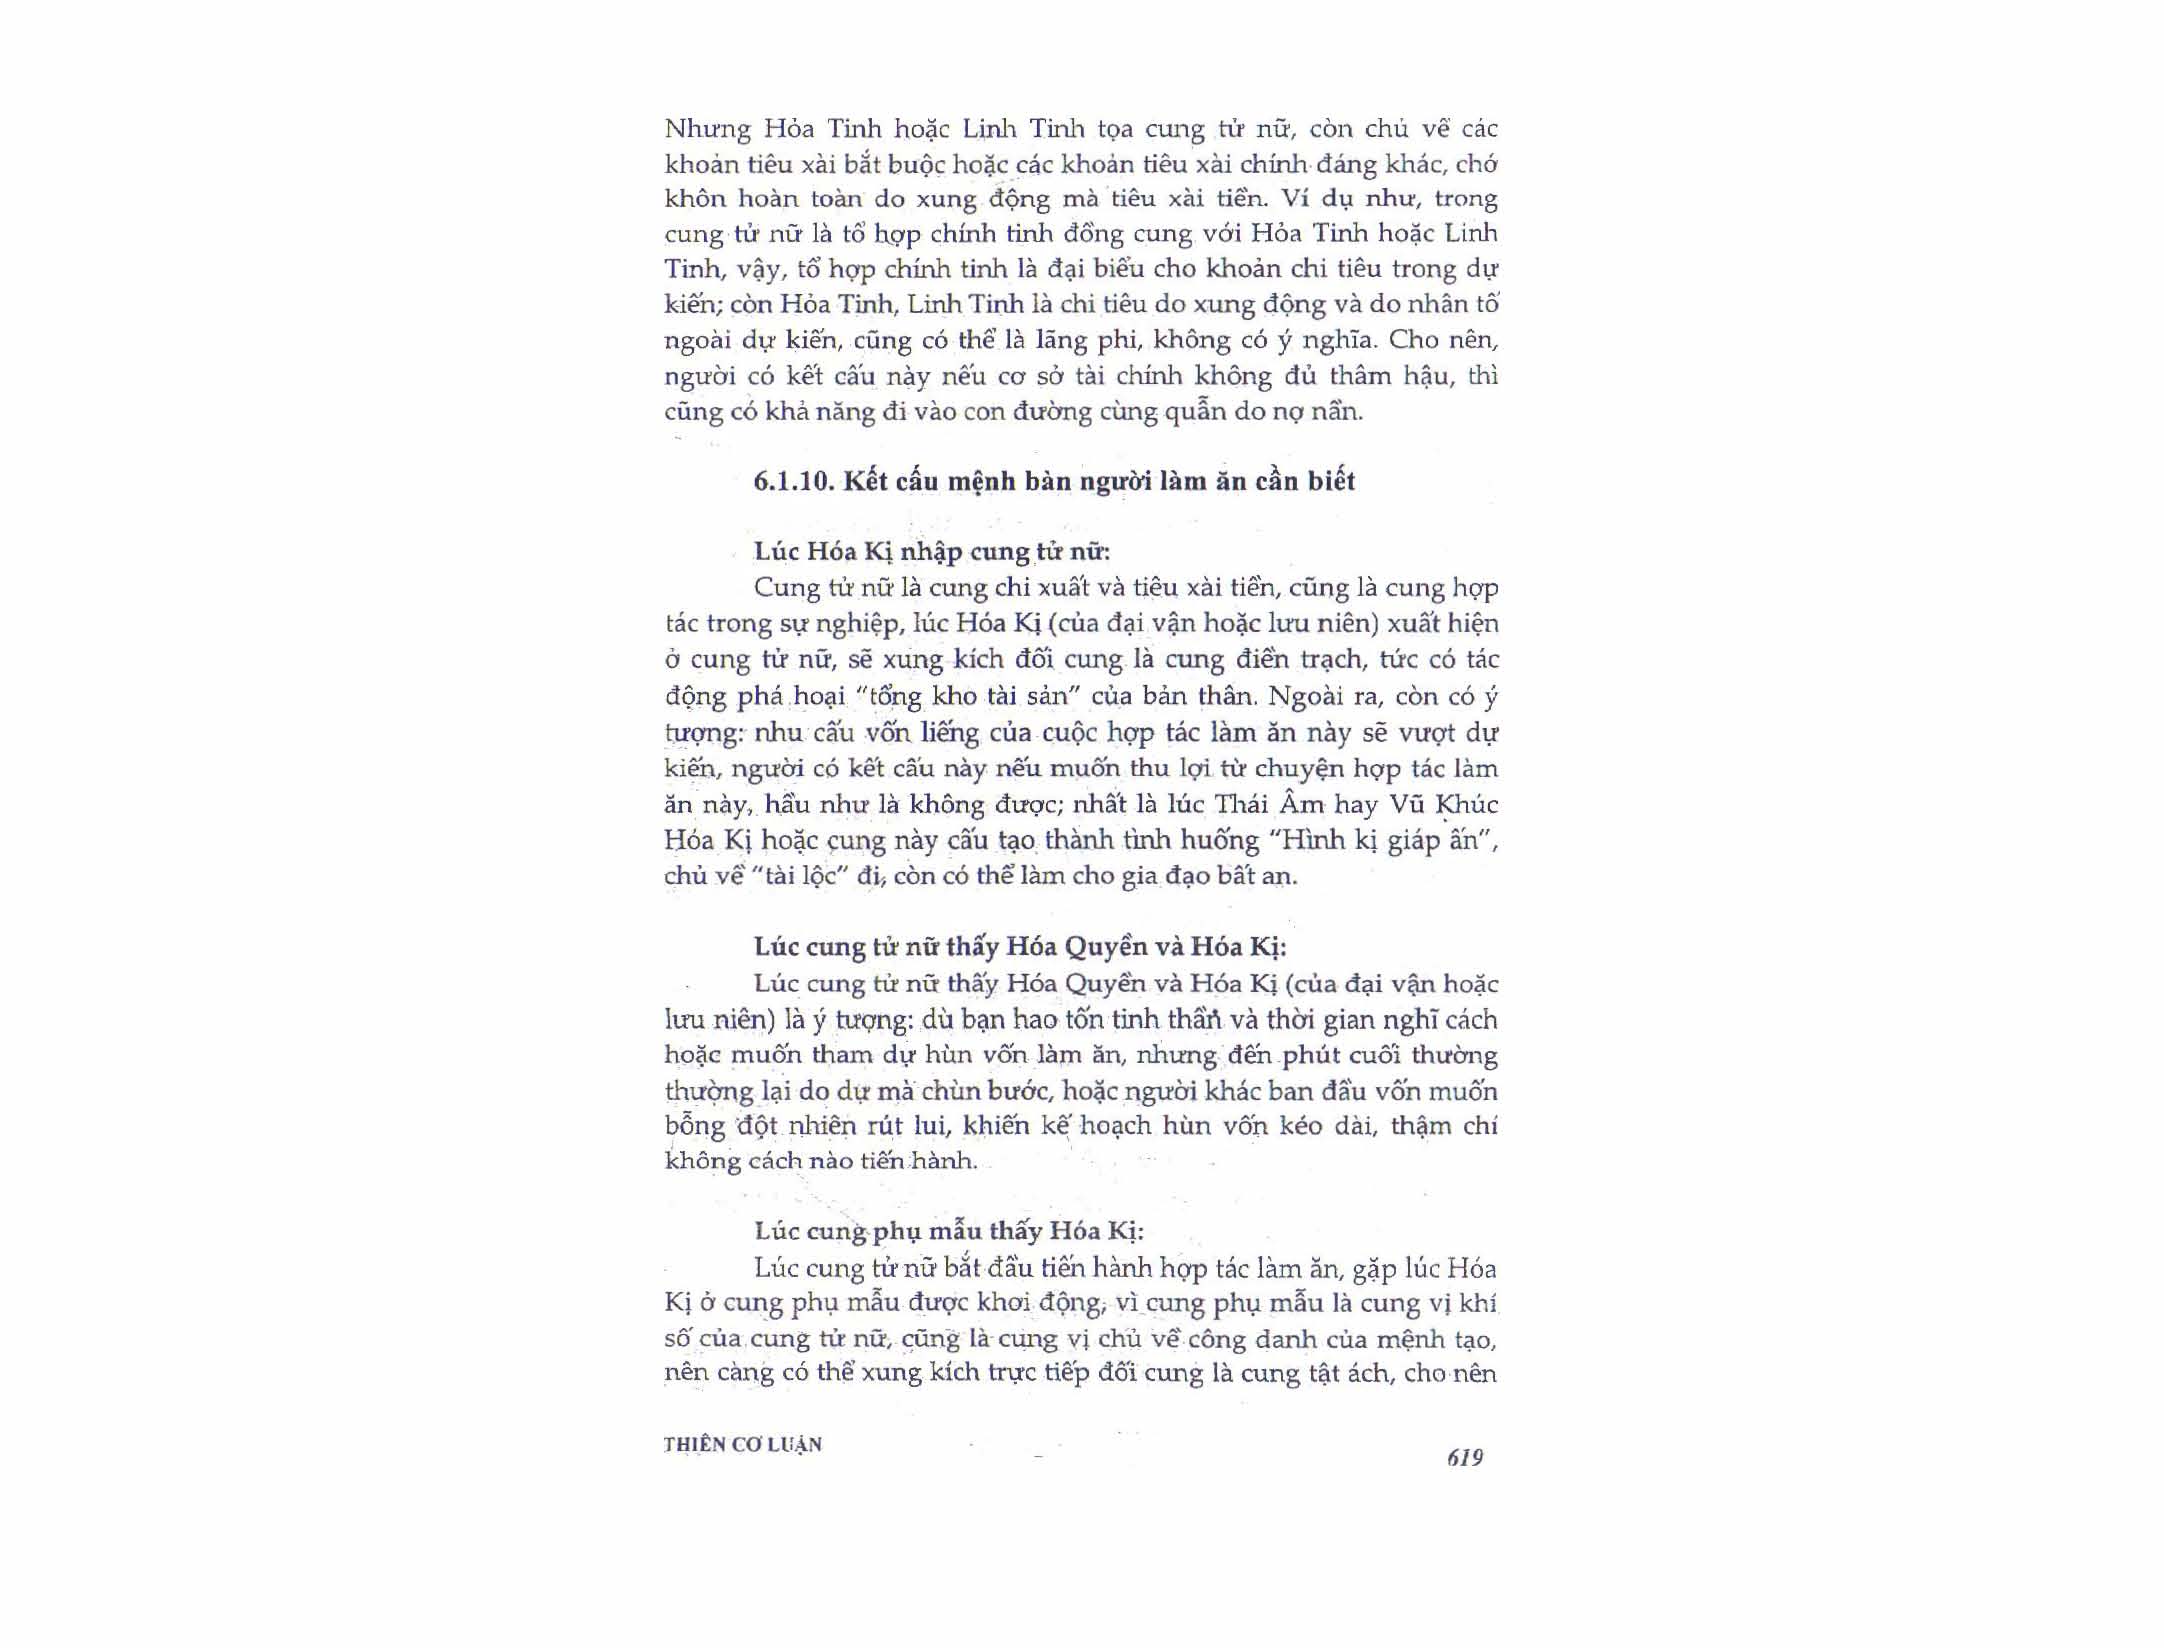 Nhưng Hỏa Tinh hoặc Linh Tinh tọa cung tử nữ, còn chủ về các
khoản tiêu xài bắt buộc hoặc các khoản tiêu xài chính đáng khác, chớ
khôn hoàn toàn do xung động mà tiêu xài tiền. Ví dụ như, trong
cung tử nữ là tổ hợp chính tinh đồng cung với Hỏa Tinh hoặc Linh
Tinh, vậy, tổ hợp chính tinh là đại biểu cho khoản chi tiêu trong dự
kiến; còn Hỏa Tinh, Linh Tinh là chi tiêu do xung động và do nhân tố
ngoài dự kiến, cũng có thể là lãng phi, không có ý nghĩa. Cho nên,
người có kết cấu này nếu cơ sở tài chính không đủ thâm hậu, thì
cũng có khả năng đi vào con đường cùng quẫn do nợ nần.
6.1.10. Kết cấu mệnh bàn người làm ăn cần biết
Lúc Hóa Kị nhập cung tử nữ:
Cung tử nữ là cung chi xuất và tiêu xài tiền, cũng là cung hợp
tác trong sự nghiệp, lúc Hóa Kị (của đại vận hoặc lưu niên) xuất hiện
ở cung tử nữ, sẽ xung kích đối cung là cung điền trạch, tức có tác
động phá hoại "tổng kho tài sản" của bản thân. Ngoài ra, còn có ý
tượng: nhu cấu vốn liếng của cuộc hợp tác làm ăn này sẽ vượt dự
kiến, người có kết cấu này nếu muốn thu lợi từ chuyện hợp tác làm
ăn này, hầu như là không được; nhất là lúc Thái Âm hay Vũ Khúc
Hóa Kị hoặc cung này cấu tạo thành tình huống "Hình kị giáp ấn",
chủ về "tài lộc" đi, còn có thể làm cho gia đạo bất an.
Lúc cung tử nữ thấy Hóa Quyền và Hóa Kị:
Lúc cung tử nữ thấy Hóa Quyền và Hóa Kị (của đại vận hoặc
lưu niên) là ý tượng: dù bạn hao tốn tinh thần và thời gian nghĩ cách
hoặc muốn tham dự hùn vốn làm ăn, nhưng đến phút cuối thường
thường lại do dự mà chùn bước, hoặc người khác ban đầu vốn muốn
bỗng đột nhiên rút lui, khiến kế hoạch hùn vốn kéo dài, thậm chí
không cách nào tiến hành.
Lúc cung phụ mẫu thấy Hóa Kị:
Lúc cung tử nữ bắt đầu tiến hành hợp tác làm ăn, gặp lúc Hóa
Kị ở cung phụ mẫu được khơi động, vì cung phụ mẫu là cung vị khí
số của cung tử nữ, cũng là cung vị chủ về công danh của mệnh tạo,
nên càng có thể xung kích trực tiếp đối cung là cung tật ách, cho nên
THIÊN CƠ LUẬN
619